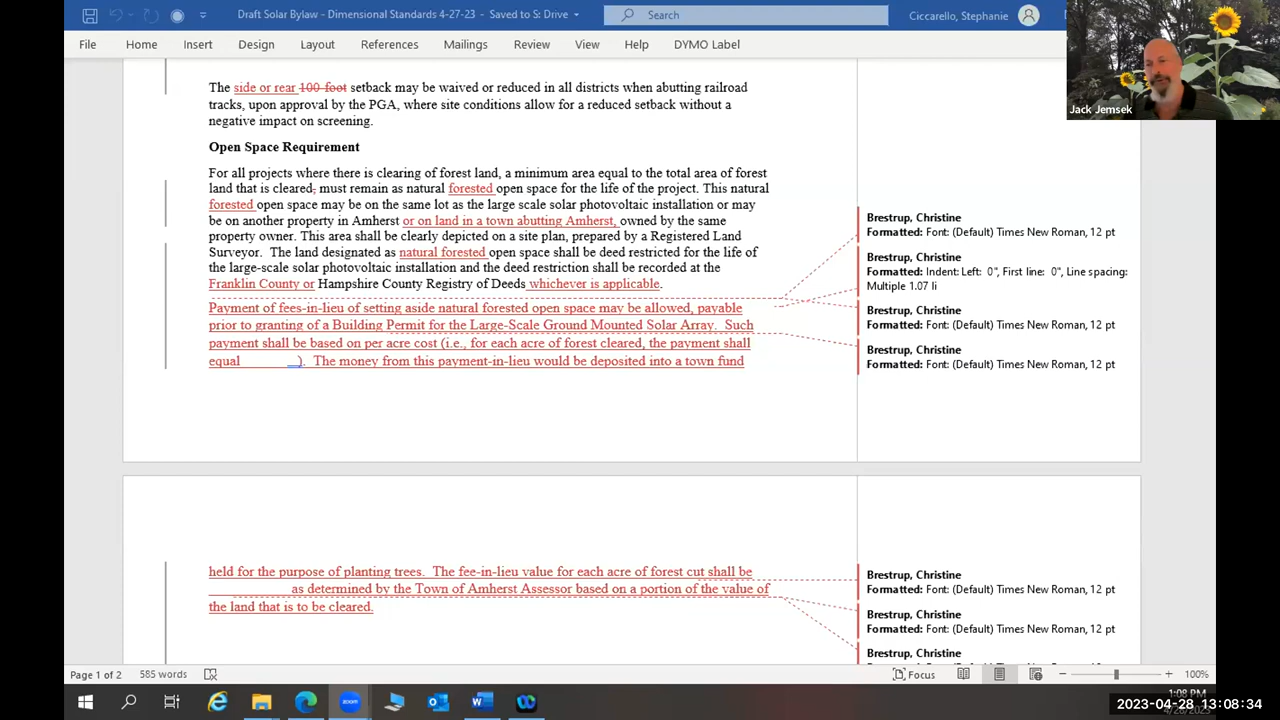 Draft Solar Bylaw - Dimensional Standards 4-27-23 - Saved to S: Drive
Search
Ciccarello, Stephanie
File Home Insert Design Layout References Mailings Review View Help DYMO Label
Jack Jemsek
The side or rear 100-foot setback may be waived or reduced in all districts when abutting railroad
tracks, upon approval by the PGA, where site conditions allow for a reduced setback without a
negative impact on screening.
Open Space Requirement
For all projects where there is clearing of forest land, a minimum area equal to the total area of forest
land that is cleared, must remain as natural forested open space for the life of the project. This natural
forested open space may be on the same lot as the large scale solar photovoltaic installation or may
be on another property in Amherst or on land in a town abutting Amherst, owned by the same
property owner. This area shall be clearly depicted on a site plan, prepared by a Registered Land
Surveyor. The land designated as natural forested open space shall be deed restricted for the life of
the large-scale solar photovoltaic installation and the deed restriction shall be recorded at the
Franklin County or Hampshire County Registry of Deeds whichever is applicable.
Payment of fees-in-lieu of setting aside natural forested open space may be allowed, payable
prior to granting of a Building Permit for the Large-Scale Ground Mounted Solar Array. Such
payment shall be based on per acre cost (i.e., for each acre of forest cleared, the payment shall
equal ________). The money from this payment-in-lieu would be deposited into a town fund
Brestrup, Christine
Formatted: Font: (Default) Times New Roman, 12 pt
Brestrup, Christine
Formatted: Indent: Left: 0", First line: 0", Line spacing:
Multiple 1.07 li
Brestrup, Christine
Formatted: Font: (Default) Times New Roman, 12 pt
Brestrup, Christine
Formatted: Font: (Default) Times New Roman, 12 pt
held for the purpose of planting trees. The fee-in-lieu value for each acre of forest cut shall be
________ as determined by the Town of Amherst Assessor based on a portion of the value of
the land that is to be cleared.
Brestrup, Christine
Formatted: Font: (Default) Times New Roman, 12 pt
Brestrup, Christine
Formatted: Font: (Default) Times New Roman, 12 pt
Brestrup, Christine
Page 1 of 2 585 words Focus 100%
zoom
1:08 PM
2023-04-28 13:08:34